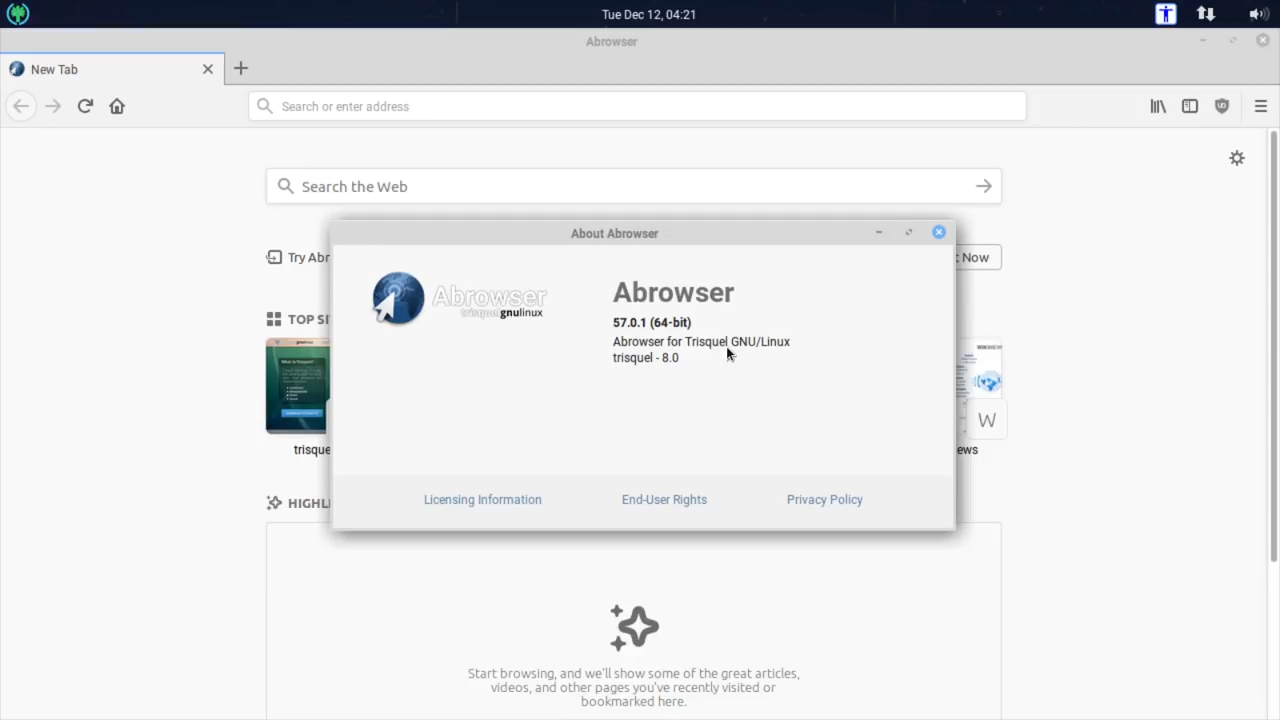 Tue Dec 12, 04:21
Abrowser
New Tab
Search or enter address
Search the Web
Try Abr
t Now
About Abrowser
Abrowser
trisquel gnulinux
Abrowser
57.0.1 (64-bit)
Abrowser for Trisquel GNU/Linux
trisquel - 8.0
Licensing Information
End-User Rights
Privacy Policy
TOP SI
W
trisque
ews
HIGHLI
Start browsing, and we'll show some of the great articles,
videos, and other pages you've recently visited or
bookmarked here.